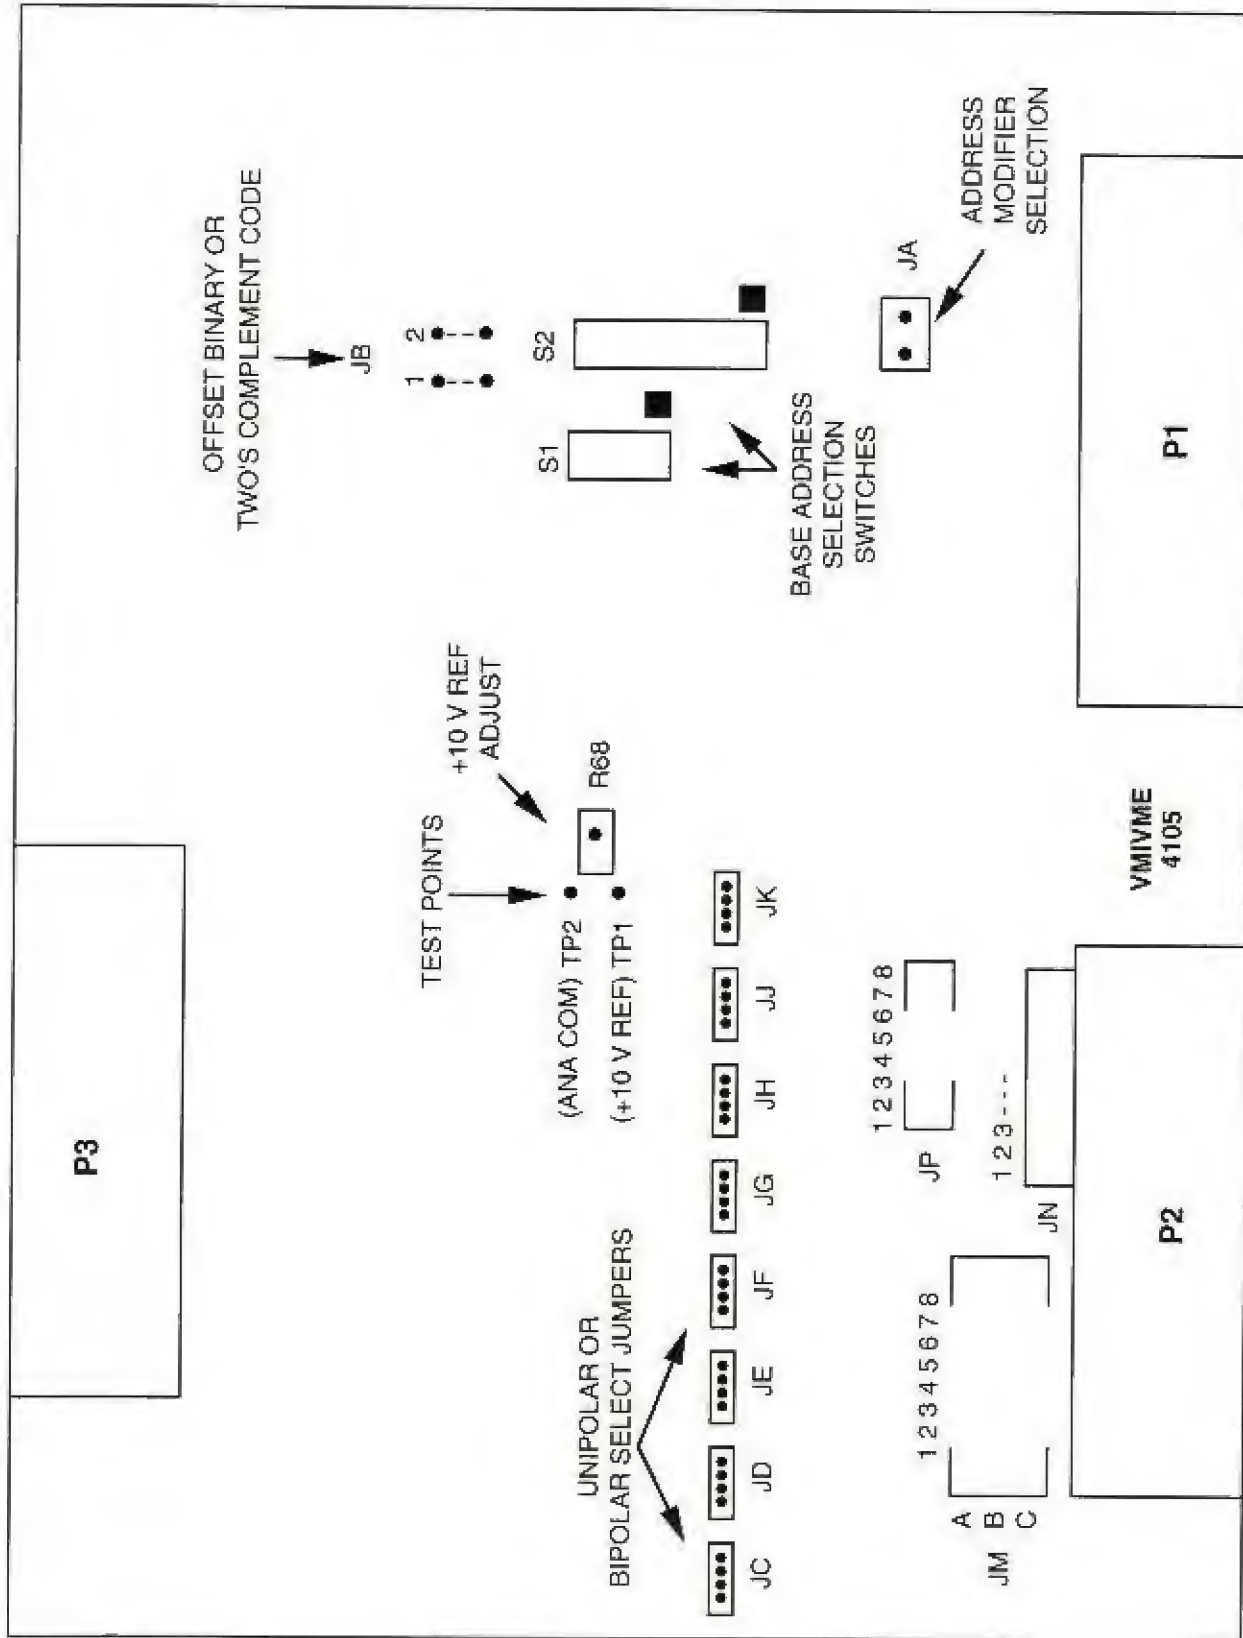 P3
OFFSET BINARY OR
TWO'S COMPLEMENT CODE
JB
1 2
TEST POINTS
+10 V REF
ADJUST
(ANA COM) TP2
(+10 V REF) TP1
R68
S1
S2
UNIPOLAR OR
BIPOLAR SELECT JUMPERS
JC JD JE JF JG JH JJ JK
BASE ADDRESS
SELECTION
SWITCHES
JA
ADDRESS
MODIFIER
SELECTION
1 2 3 4 5 6 7 8
A
B
C
JM
1 2 3 4 5 6 7 8
JP
1 2 3 - - -
JN
P2
VMIVME
4105
P1